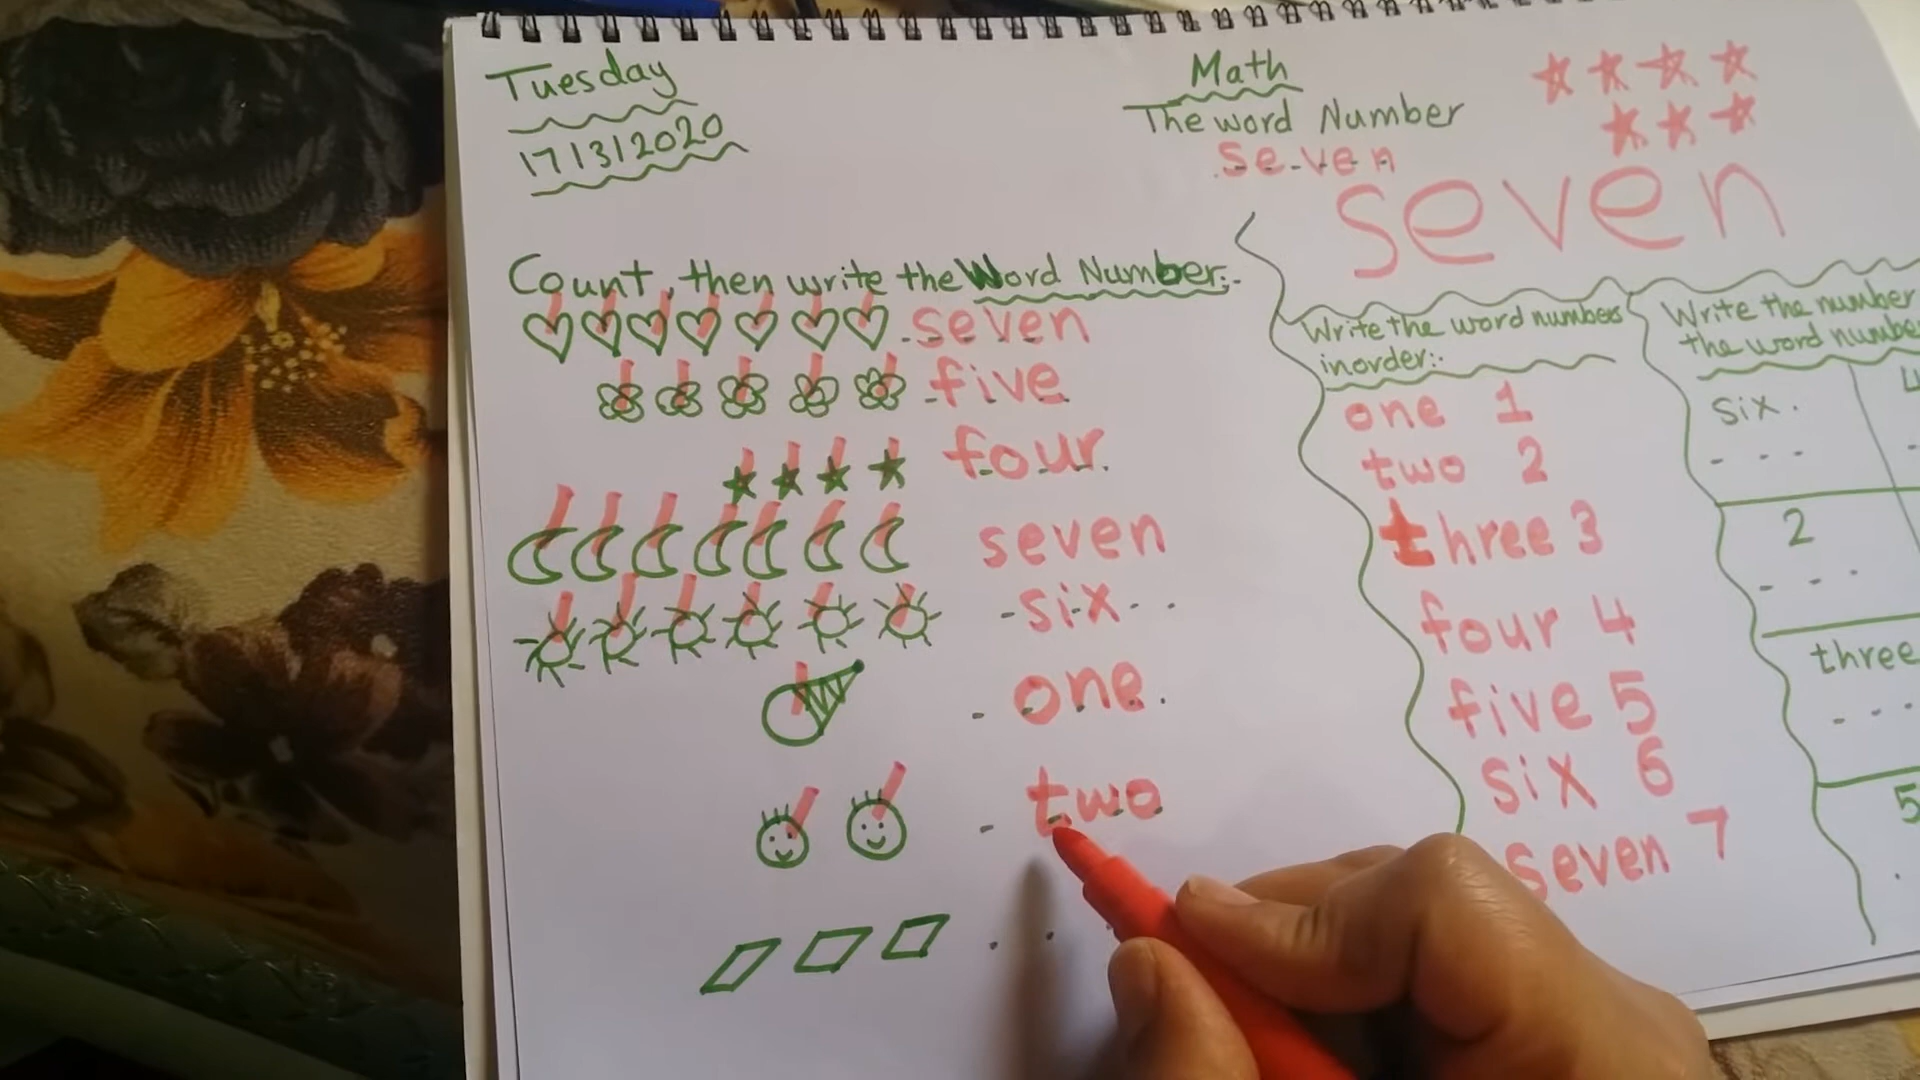 Tuesday
17/3/2020
Math
The word Number
se-ven
seven
Count, then write the Word Number:-
seven
five
four
seven
six
one
two
Write the word numbers
inorder:-
one 1
two 2
three 3
four 4
five 5
six 6
seven 7
Write the number
the word numbe
six.
2
three
5